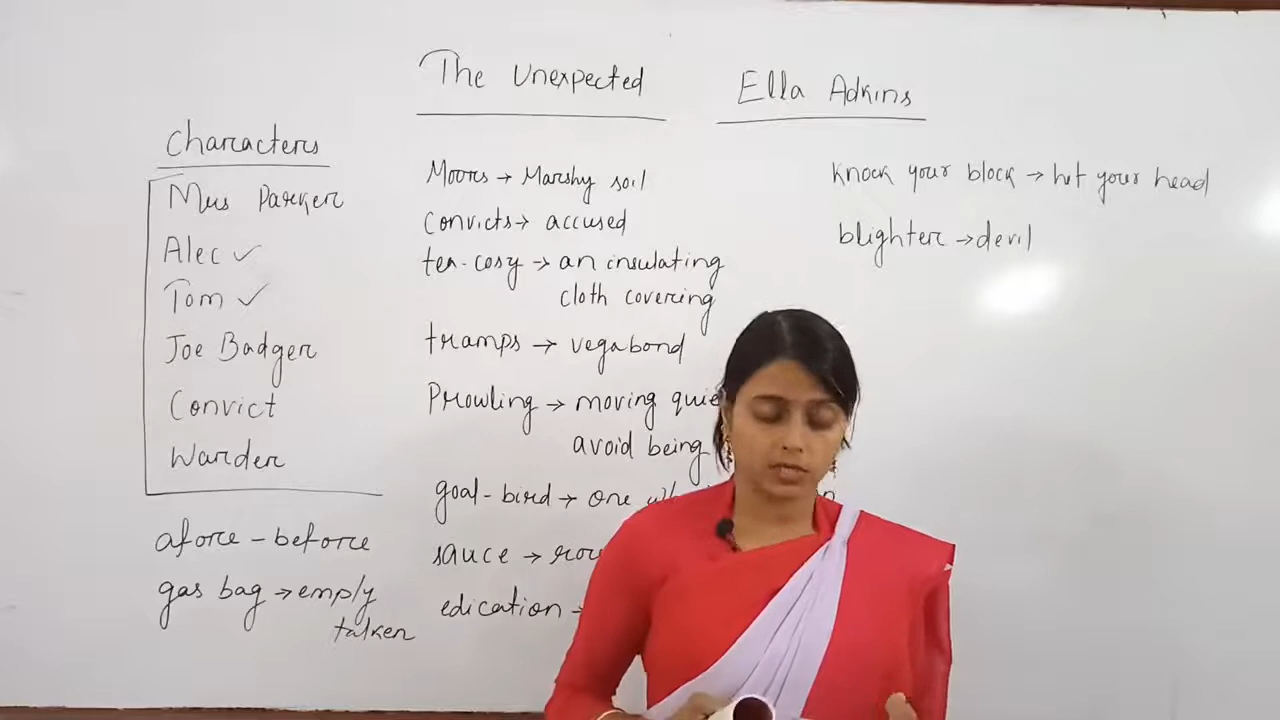 The Unexpected
Ella Adkins
Characters
Mrs Parker
Alec ✓
Tom ✓
Joe Badger
Convict
Warder
afore - before
gas bag → empty
talker
Moors → Marshy soil
Convicts → accused
tea-cosy → an insulating
cloth covering
tramps → vegabond
Prowling → moving
avoid being
goal-bird → one
sauce →
edication →
knock your block → hit your head
blighter → devil